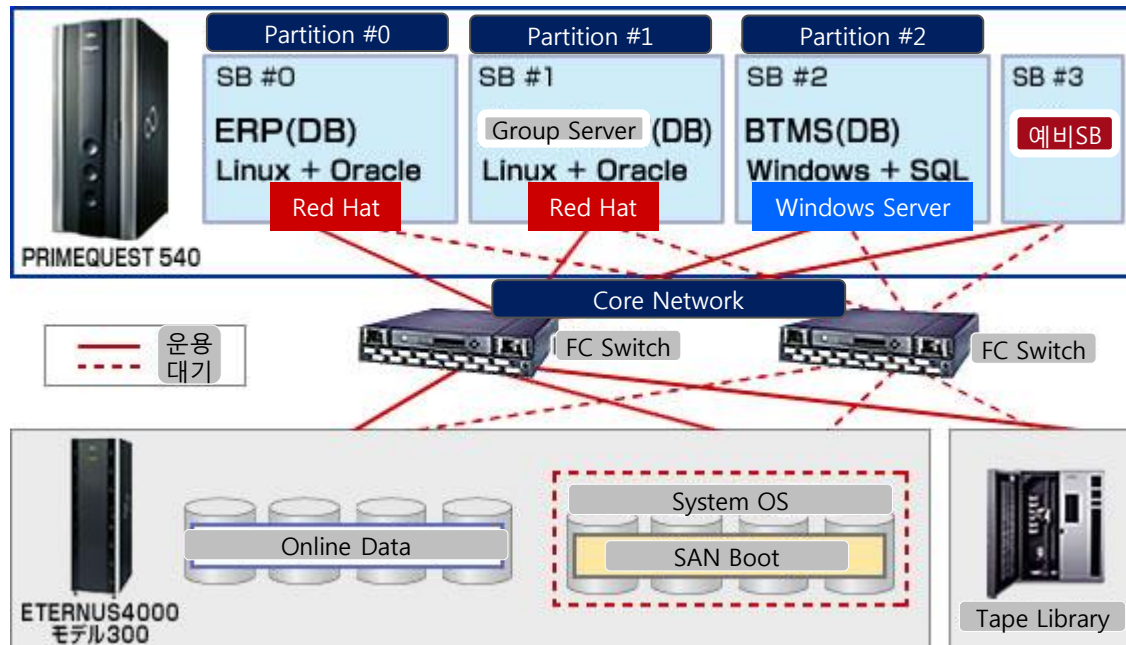 Partition #0
Partition #1
Partition #2
SB #0
SB #1
SB #2
SB #3
ERP(DB)
Group Server (DB)
BTMS(DB)
예비SB
Linux + Oracle
Linux + Oracle
Windows + SQL
Red Hat
Red Hat
Windows Server
PRIMEQUEST 540
Core Network
운용
대기
FC Switch
FC Switch
System OS
Online Data
SAN Boot
ETERNUS4000
モデル300
Tape Library